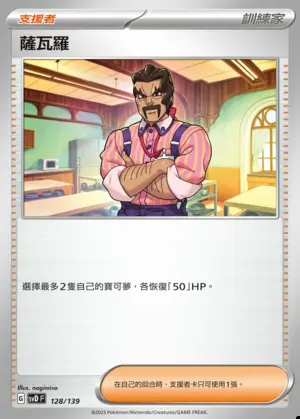 支援者
訓練家
薩瓦羅
選擇最多2隻自己的寶可夢，各恢復「50」HP。
Illus. nagimiso
G svD F 128/139
在自己的回合時，支援者卡只可使用1張。
©2023 Pokémon/Nintendo/Creatures/GAME FREAK.